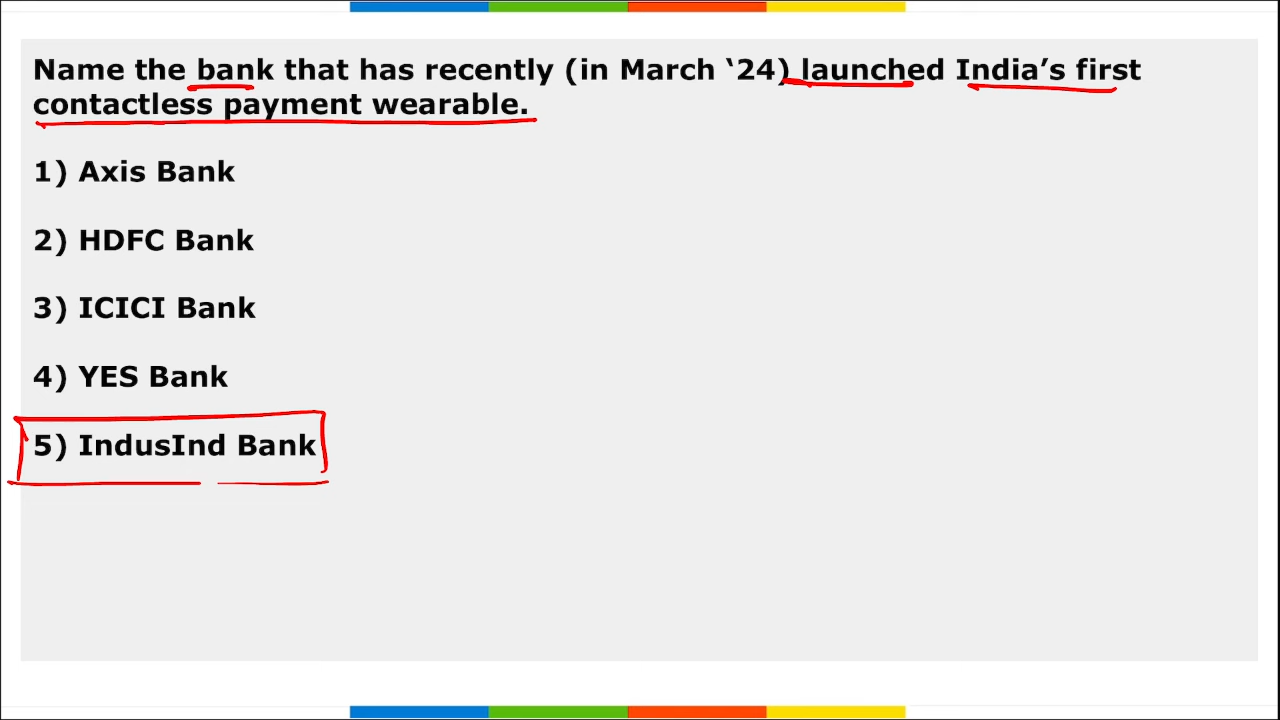 Name the bank that has recently (in March ‘24) launched India’s first
contactless payment wearable.
1) Axis Bank
2) HDFC Bank
3) ICICI Bank
4) YES Bank
5) IndusInd Bank